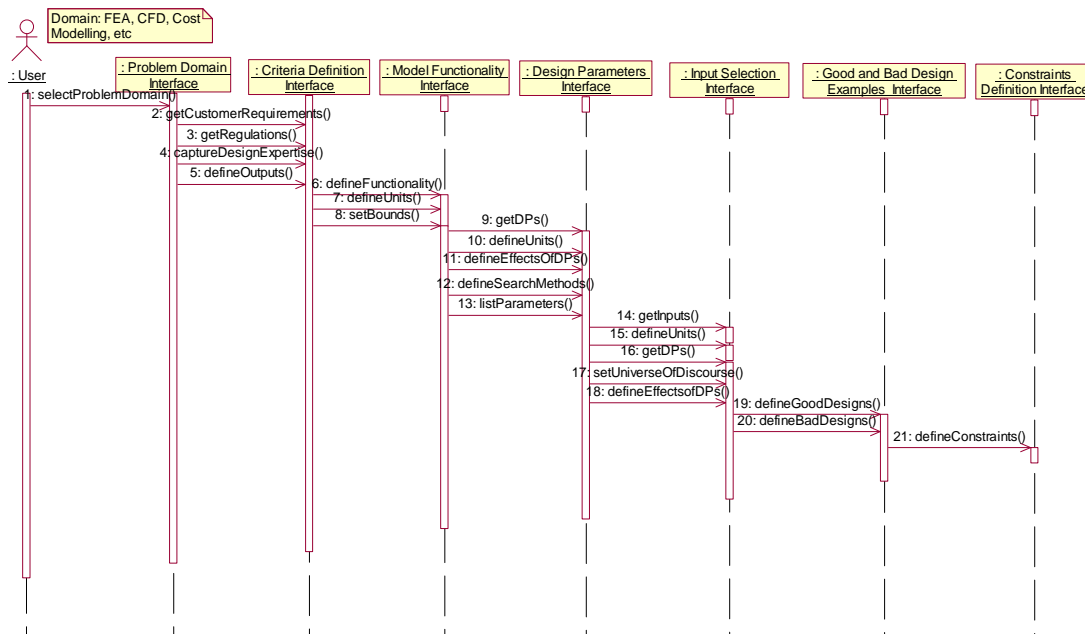 Domain: FEA, CFD, Cost
Modelling, etc
: User
: Problem Domain
Interface
: Criteria Definition
Interface
: Model Functionality
Interface
: Design Parameters
Interface
: Input Selection
Interface
: Good and Bad Design
Examples Interface
: Constraints
Definition Interface
1: selectProblemDomain()
2: getCustomerRequirements()
3: getRegulations()
4: captureDesignExpertise()
5: defineOutputs()
6: defineFunctionality()
7: defineUnits()
8: setBounds()
9: getDPs()
10: defineUnits()
11: defineEffectsOfDPs()
12: defineSearchMethods()
13: listParameters()
14: getInputs()
15: defineUnits()
16: getDPs()
17: setUniverseOfDiscourse()
18: defineEffectsofDPs()
19: defineGoodDesigns()
20: defineBadDesigns()
21: defineConstraints()